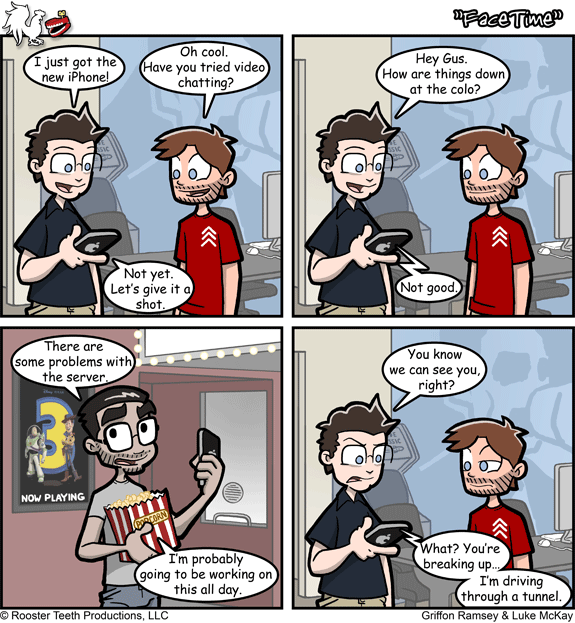 "FaceTime"
I just got the
new iPhone!
Oh cool.
Have you tried video
chatting?
Not yet.
Let's give it a
shot.
Hey Gus.
How are things down
at the colo?
Not good.
There are
some problems with
the server.
3
NOW PLAYING
POPCORN
I'm probably
going to be working on
this all day.
You know
we can see you,
right?
What? You're
breaking up...
I'm driving
through a tunnel.
© Rooster Teeth Productions, LLC
Griffon Ramsey & Luke McKay